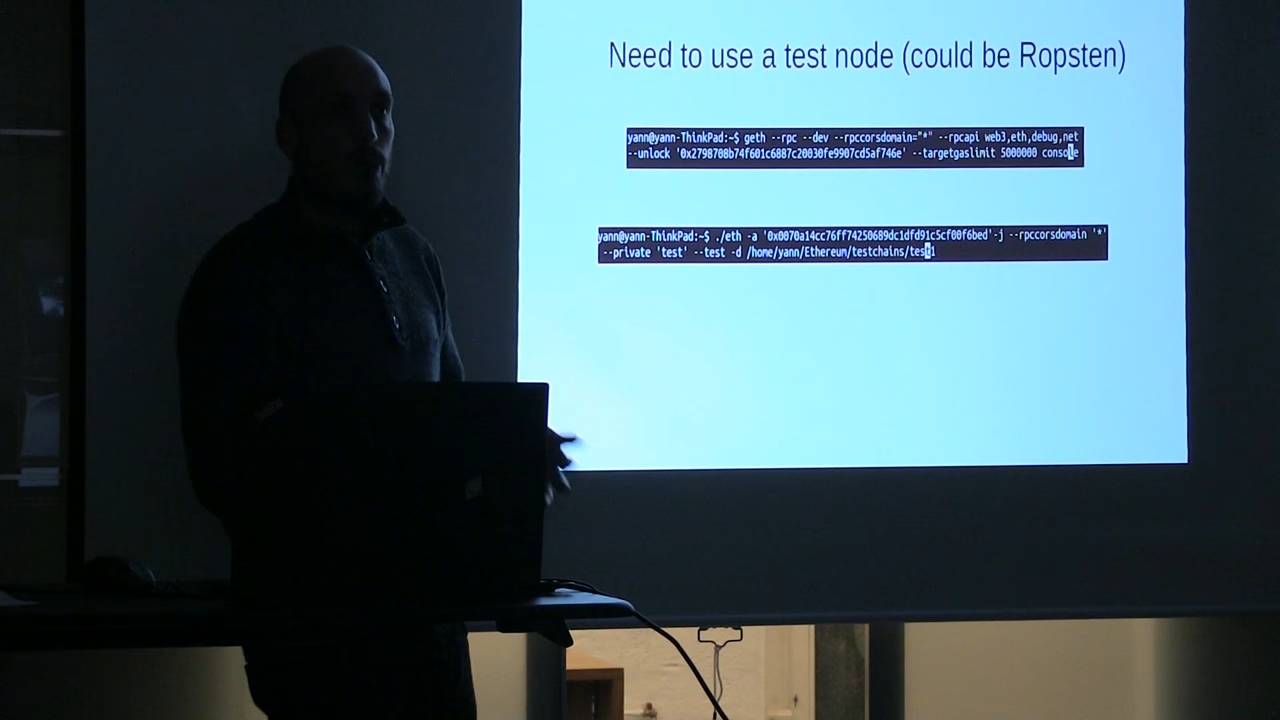 Need to use a test node (could be Ropsten)
yann@yann-ThinkPad:~$ geth --rpc --dev --rpccorsdomain="*" --rpcapi web3,eth,debug,net
--unlock '0x2798708b74f601c6887c20030fe9907cd5af746e' --targetgaslimit 5000000 console
yann@yann-ThinkPad:~$ ./eth -a '0x0070a14cc76ff74250689dc1dfd91c5cf00f6bed'-j --rpccorsdomain '*'
--private 'test' --test -d /home/yann/Ethereum/testchains/test1